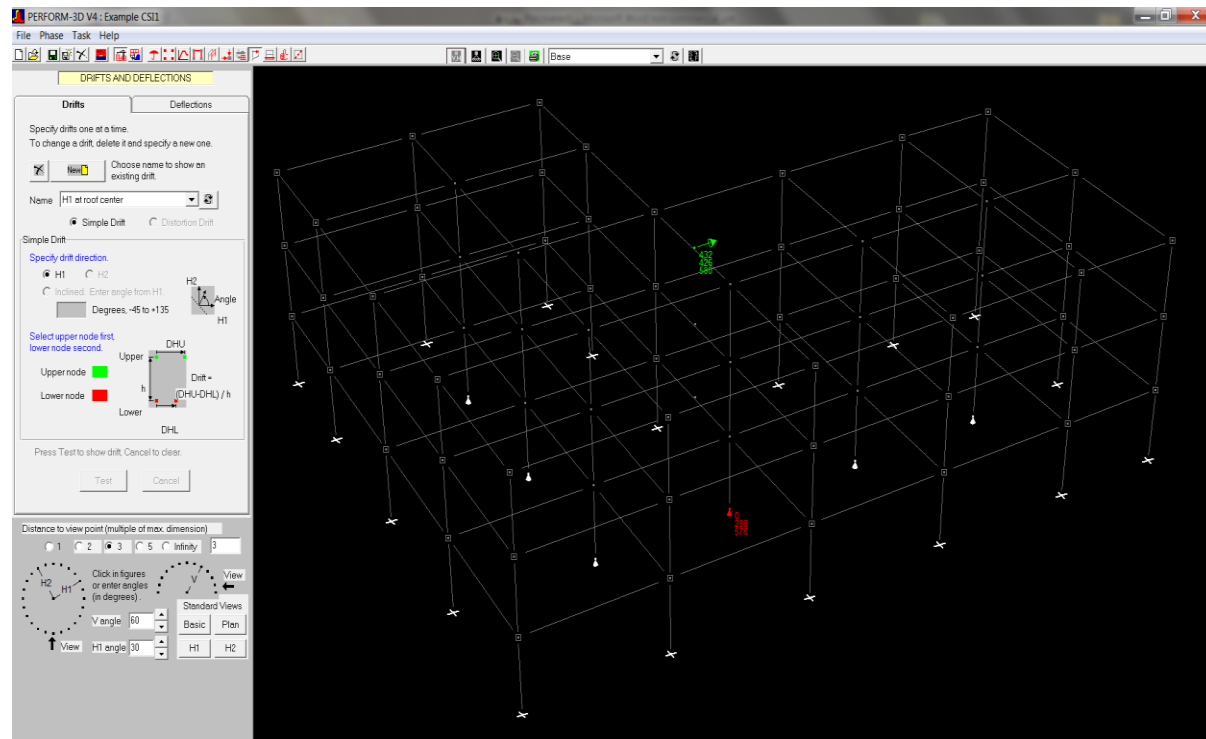 PERFORM-3D V4 : Example CSI1
File Phase Task Help
Base
DRIFTS AND DEFLECTIONS
Drifts Deflections
Specify drifts one at a time.
To change a drift, delete it and specify a new one.
New
Choose name to show an
existing drift.
Name H1 at roof center
Simple Drift Distortion Drift
Simple Drift
Specify drift direction.
H1 H2
Inclined. Enter angle from H1.
Degrees, -45 to +135
H2
Angle
H1
Select upper node first,
lower node second.
Upper node
Lower node
DHU
Upper
h
Drift =
(DHU-DHL) / h
Lower
DHL
Press Test to show drift. Cancel to clear.
Test Cancel
Distance to view point (multiple of max. dimension)
1 2 3 5 Infinity 3
H2
H1
Click in figures
or enter angles
(in degrees).
V
View
V angle 60
H1 angle 30
View
Standard Views
Basic Plan
H1 H2
432
0
576